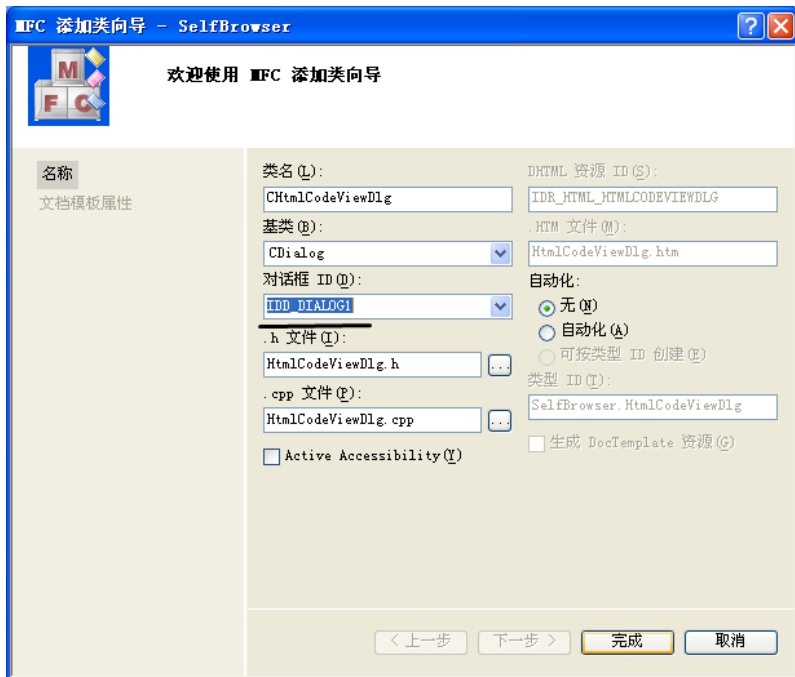 MFC 添加类向导 - SelfBrowser
M
F C
欢迎使用 MFC 添加类向导
名称
文档模板属性
类名(L):
CHtmlCodeViewDlg
基类(B):
CDialog
对话框 ID(D):
IDD_DIALOG1
.h 文件(I):
HtmlCodeViewDlg.h
...
.cpp 文件(P):
HtmlCodeViewDlg.cpp
...
Active Accessibility(Y)
DHTML 资源 ID(S):
IDR_HTML_HTMLCODEVIEWDLG
.HTM 文件(M):
HtmlCodeViewDlg.htm
自动化:
无(N)
自动化(A)
可按类型 ID 创建(E)
类型 ID(T):
SelfBrowser.HtmlCodeViewDlg
生成 DocTemplate 资源(G)
< 上一步
下一步 >
完成
取消